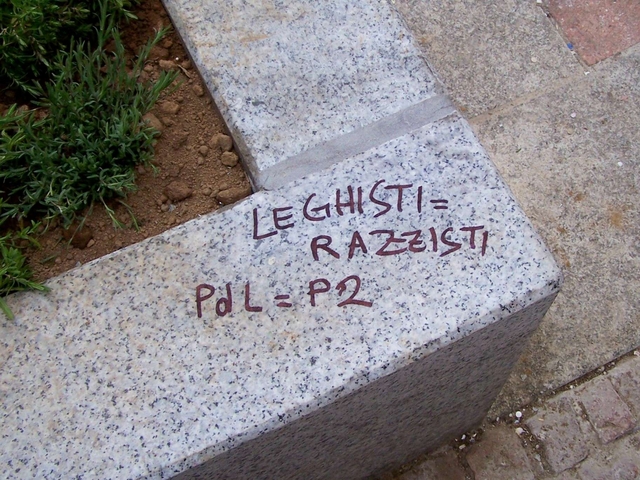 LEGHISTI=
RAZZISTI
PdL = P2